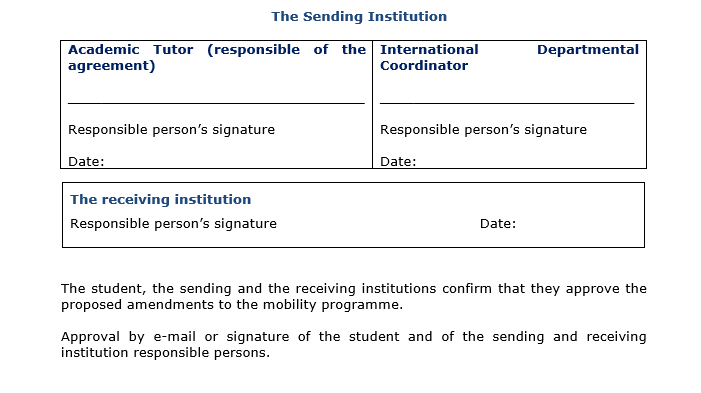 The Sending Institution
Academic Tutor (responsible of the
agreement)
Responsible person’s signature
Date:
International Departmental
Coordinator
Responsible person’s signature
Date:
The receiving institution
Responsible person’s signature Date:
The student, the sending and the receiving institutions confirm that they approve the
proposed amendments to the mobility programme.
Approval by e-mail or signature of the student and of the sending and receiving
institution responsible persons.